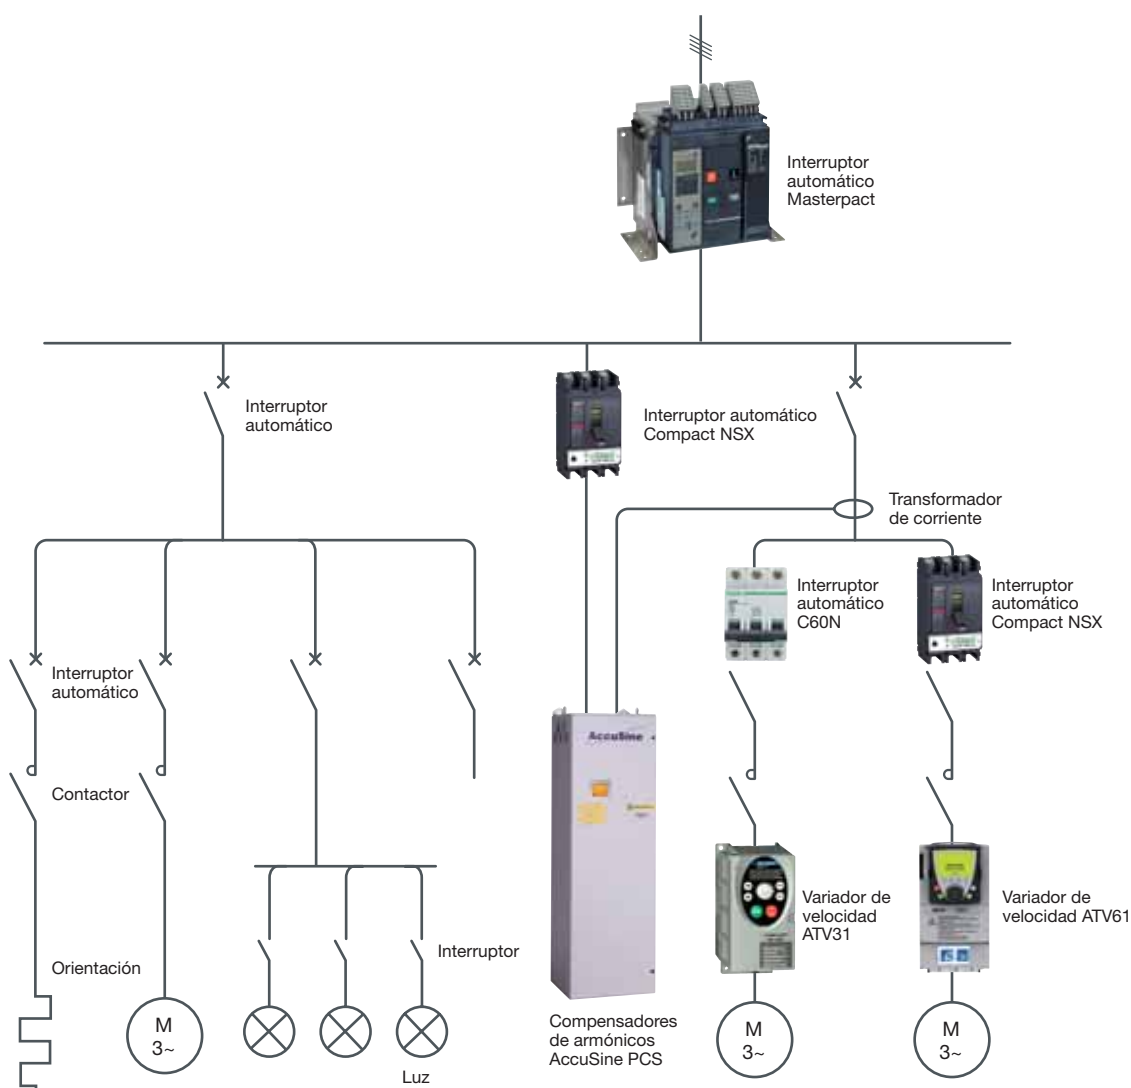 Interruptor
automático
Masterpact
Interruptor
automático
Interruptor automático
Compact NSX
Transformador
de corriente
Interruptor
automático
C60N
Interruptor
automático
Compact NSX
Interruptor
automático
Contactor
AccuSine
Variador de
velocidad
ATV31
Variador de
velocidad ATV61
Interruptor
Orientación
M
3~
Luz
Compensadores
de armónicos
AccuSine PCS
M
3~
M
3~